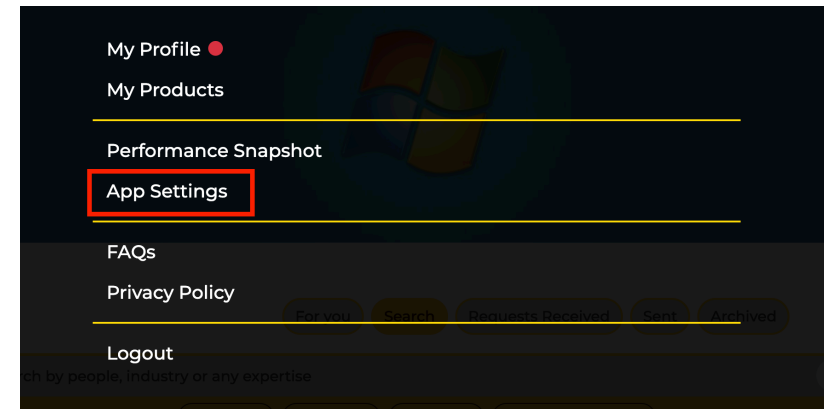 My Profile
My Products
Performance Snapshot
App Settings
FAQs
Privacy Policy
For you Search Requests Received Sent Archived
Logout
rch by people, industry or any expertise